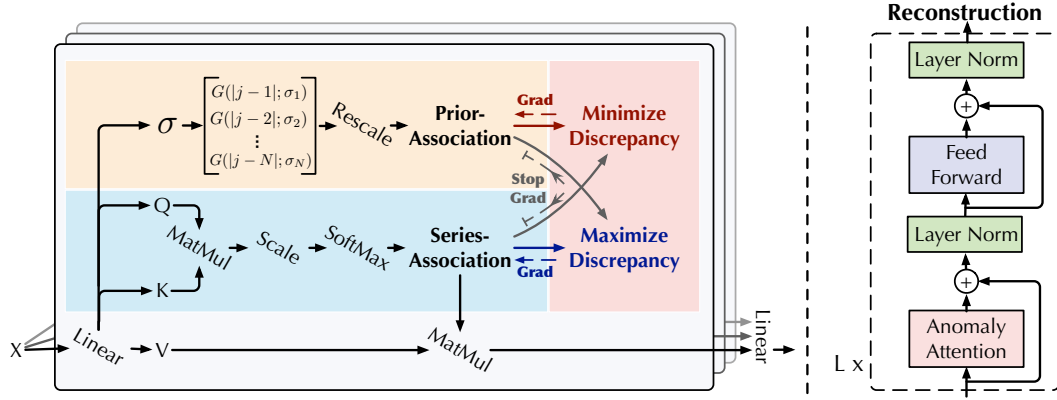 X
Linear
σ
G(|j − 1|; σ₁)
G(|j − 2|; σ₂)
⋮
G(|j − N|; σ_N)
Rescale
Prior-
Association
Grad
Minimize
Discrepancy
Stop
Grad
Q
K
MatMul
Scale
SoftMax
Series-
Association
Grad
Maximize
Discrepancy
V
MatMul
Linear
Reconstruction
Layer Norm
+
Feed
Forward
Layer Norm
+
Anomaly
Attention
L x